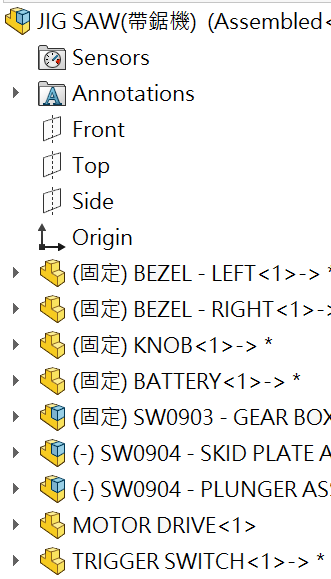 JIG SAW(帶鋸機) (Assembled<
Sensors
Annotations
Front
Top
Side
Origin
(固定) BEZEL - LEFT<1>-> *
(固定) BEZEL - RIGHT<1>->
(固定) KNOB<1>-> *
(固定) BATTERY<1>-> *
(固定) SW0903 - GEAR BOX
(-) SW0904 - SKID PLATE A
(-) SW0904 - PLUNGER ASS
MOTOR DRIVE<1>
TRIGGER SWITCH<1>-> *